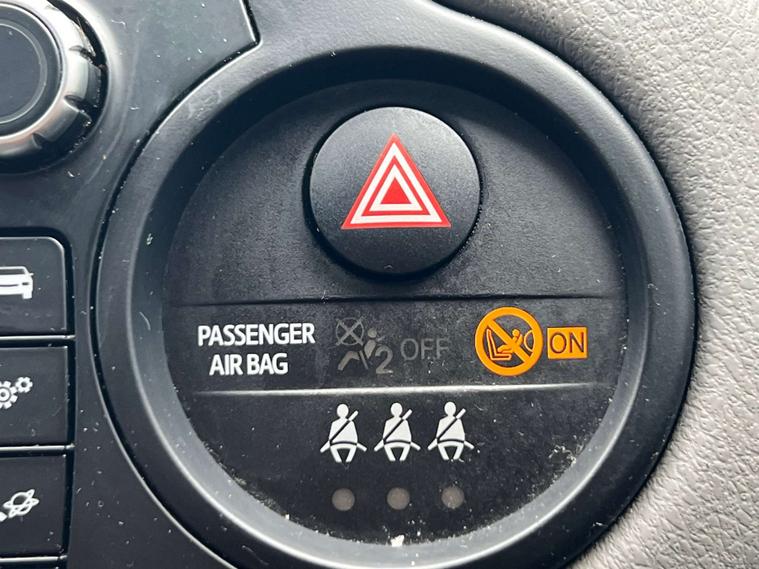 PASSENGER
AIR BAG
2 OFF
ON